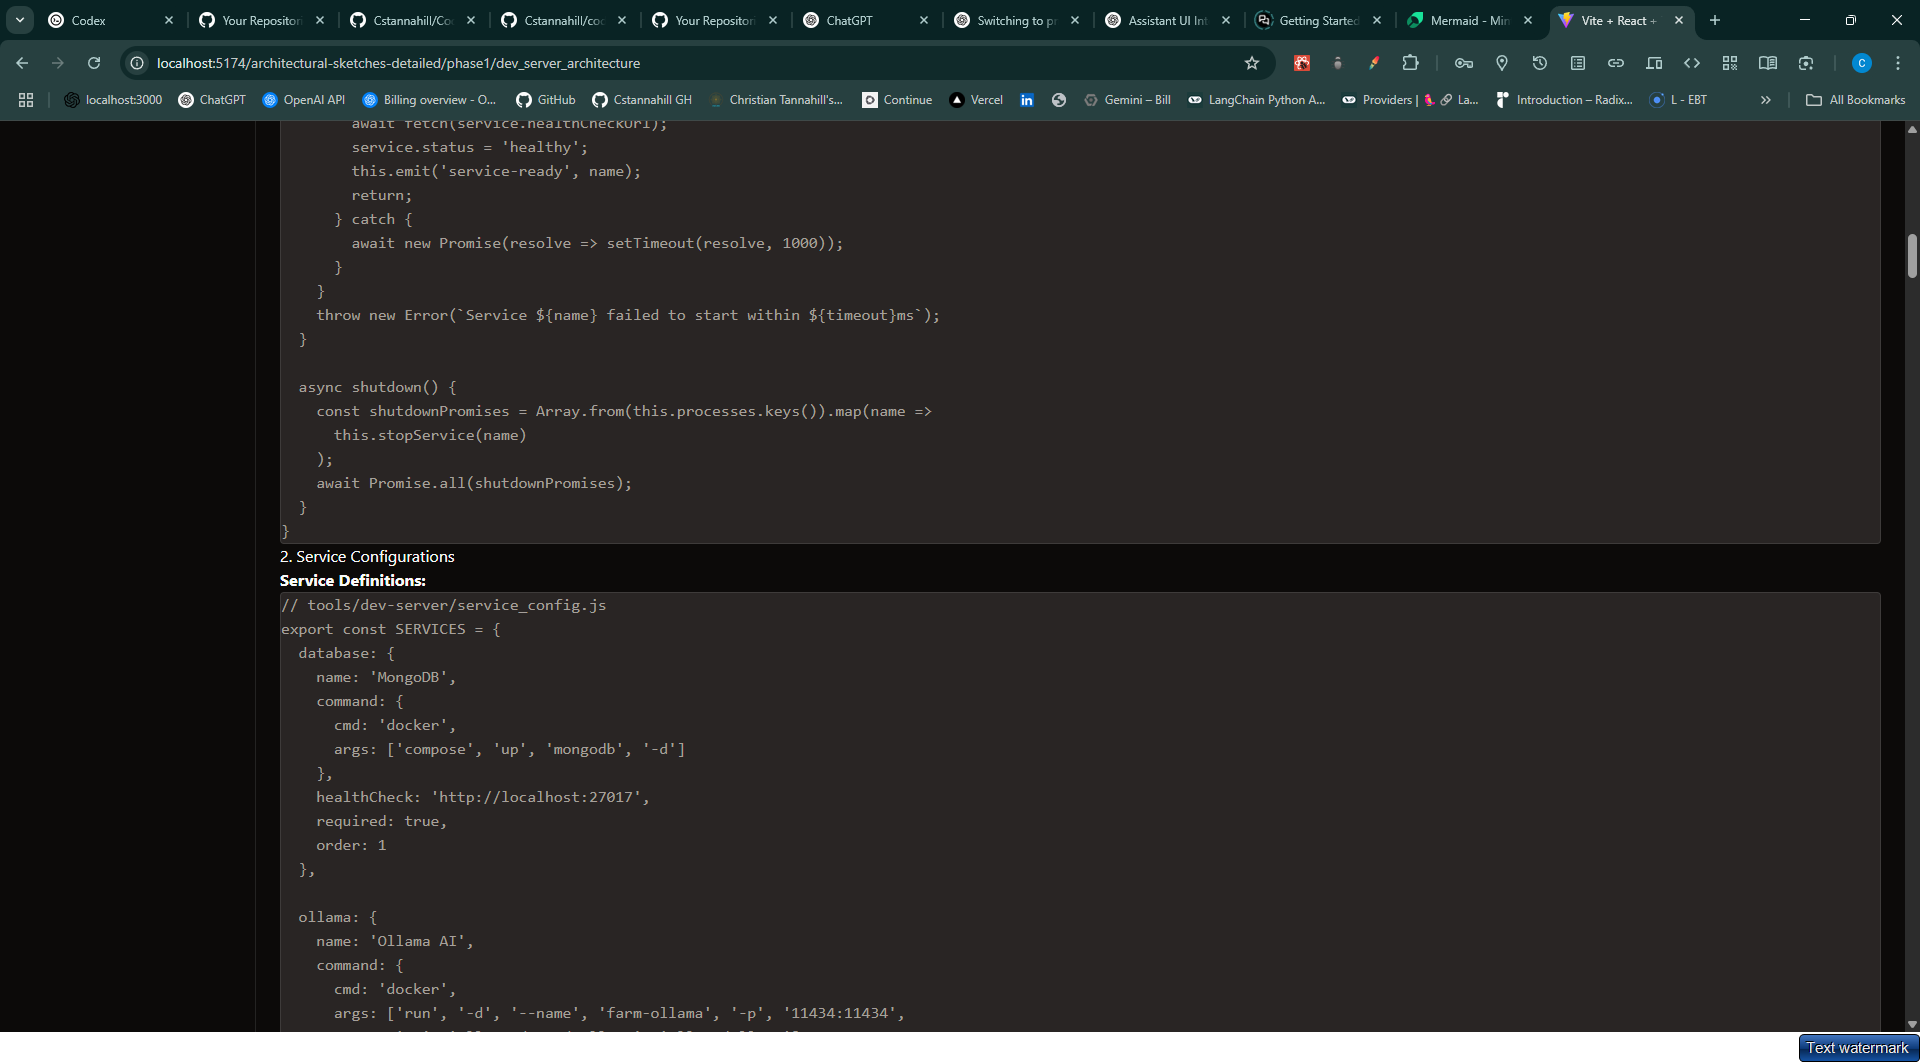 Codex
Your Repositori
Cstannahill/Co
Cstannahill/coc
Your Repositori
ChatGPT
Switching to pr
Assistant UI Int
Getting Started
Mermaid - Min
Vite + React +
localhost:5174/architectural-sketches-detailed/phase1/dev_server_architecture
C
localhost:3000
ChatGPT
OpenAI API
Billing overview - O...
GitHub
Cstannahill GH
Christian Tannahill's...
Continue
Vercel
in
Gemini – Bill
LangChain Python A...
Providers | 🦜️🔗 La...
Introduction – Radix...
L - EBT
All Bookmarks
await fetch(service.healthCheckUrl);
service.status = 'healthy';
this.emit('service-ready', name);
return;
} catch {
await new Promise(resolve => setTimeout(resolve, 1000));
}
}
throw new Error(`Service ${name} failed to start within ${timeout}ms`);
}
async shutdown() {
const shutdownPromises = Array.from(this.processes.keys()).map(name =>
this.stopService(name)
);
await Promise.all(shutdownPromises);
}
}
2. Service Configurations
Service Definitions:
// tools/dev-server/service_config.js
export const SERVICES = {
database: {
name: 'MongoDB',
command: {
cmd: 'docker',
args: ['compose', 'up', 'mongodb', '-d']
},
healthCheck: 'http://localhost:27017',
required: true,
order: 1
},
ollama: {
name: 'Ollama AI',
command: {
cmd: 'docker',
args: ['run', '-d', '--name', 'farm-ollama', '-p', '11434:11434',
Text watermark